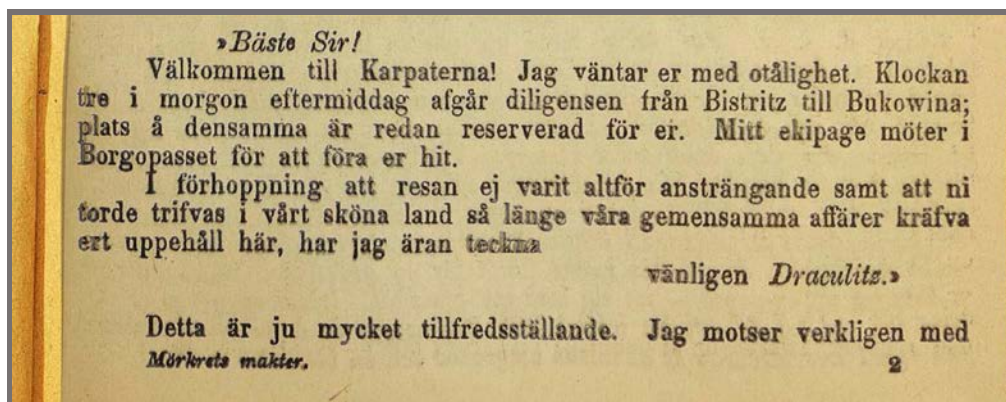 »Bäste Sir!
Välkommen till Karpaterna! Jag väntar er med otålighet. Klockan
tre i morgon eftermiddag afgår diligensen från Bistritz till Bukowina;
plats å densamma är redan reserverad för er. Mitt ekipage möter i
Borgopasset för att föra er hit.
I förhoppning att resan ej varit altför ansträngande samt att ni
torde trifvas i vårt sköna land så länge våra gemensamma affärer kräfva
ert uppehåll här, har jag äran teckna
vänligen Draculitz.»
Detta är ju mycket tillfredsställande. Jag motser verkligen med
Mörkrets makter. 2